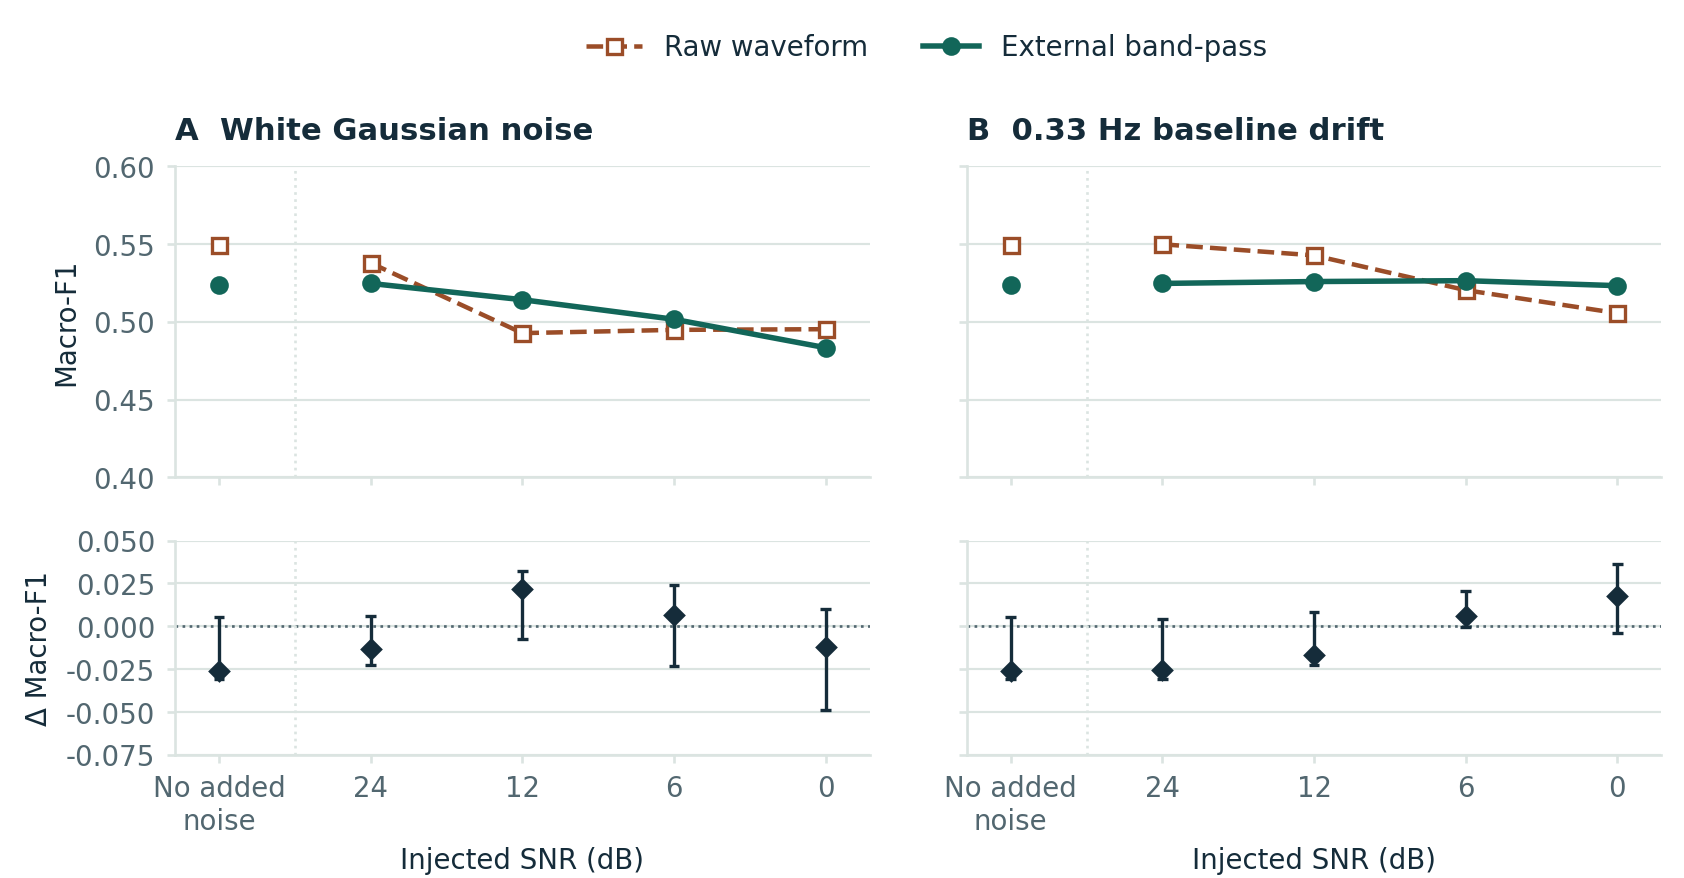 Raw waveform External band-pass
A White Gaussian noise
B 0.33 Hz baseline drift
Macro-F1
0.60
0.55
0.50
0.45
0.40
Δ Macro-F1
0.050
0.025
0.000
-0.025
-0.050
-0.075
No added
noise
24 12 6 0
Injected SNR (dB)
No added
noise
24 12 6 0
Injected SNR (dB)